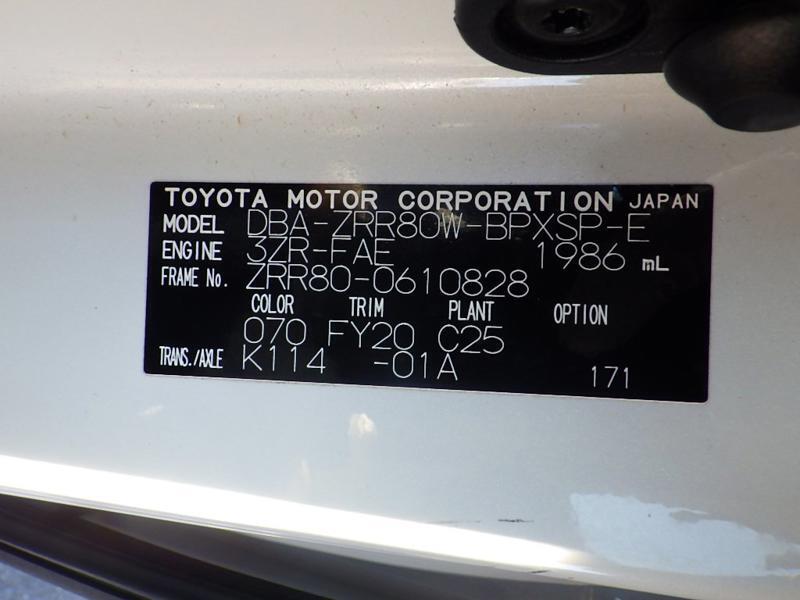 TOYOTA MOTOR CORPORATION JAPAN
MODEL DBA-ZRR80W-BPXSP-E
ENGINE 3ZR-FAE 1986 mL
FRAME No. ZRR80-0610828
COLOR TRIM PLANT OPTION
070 FY20 C25
TRANS./AXLE K114 -01A 171